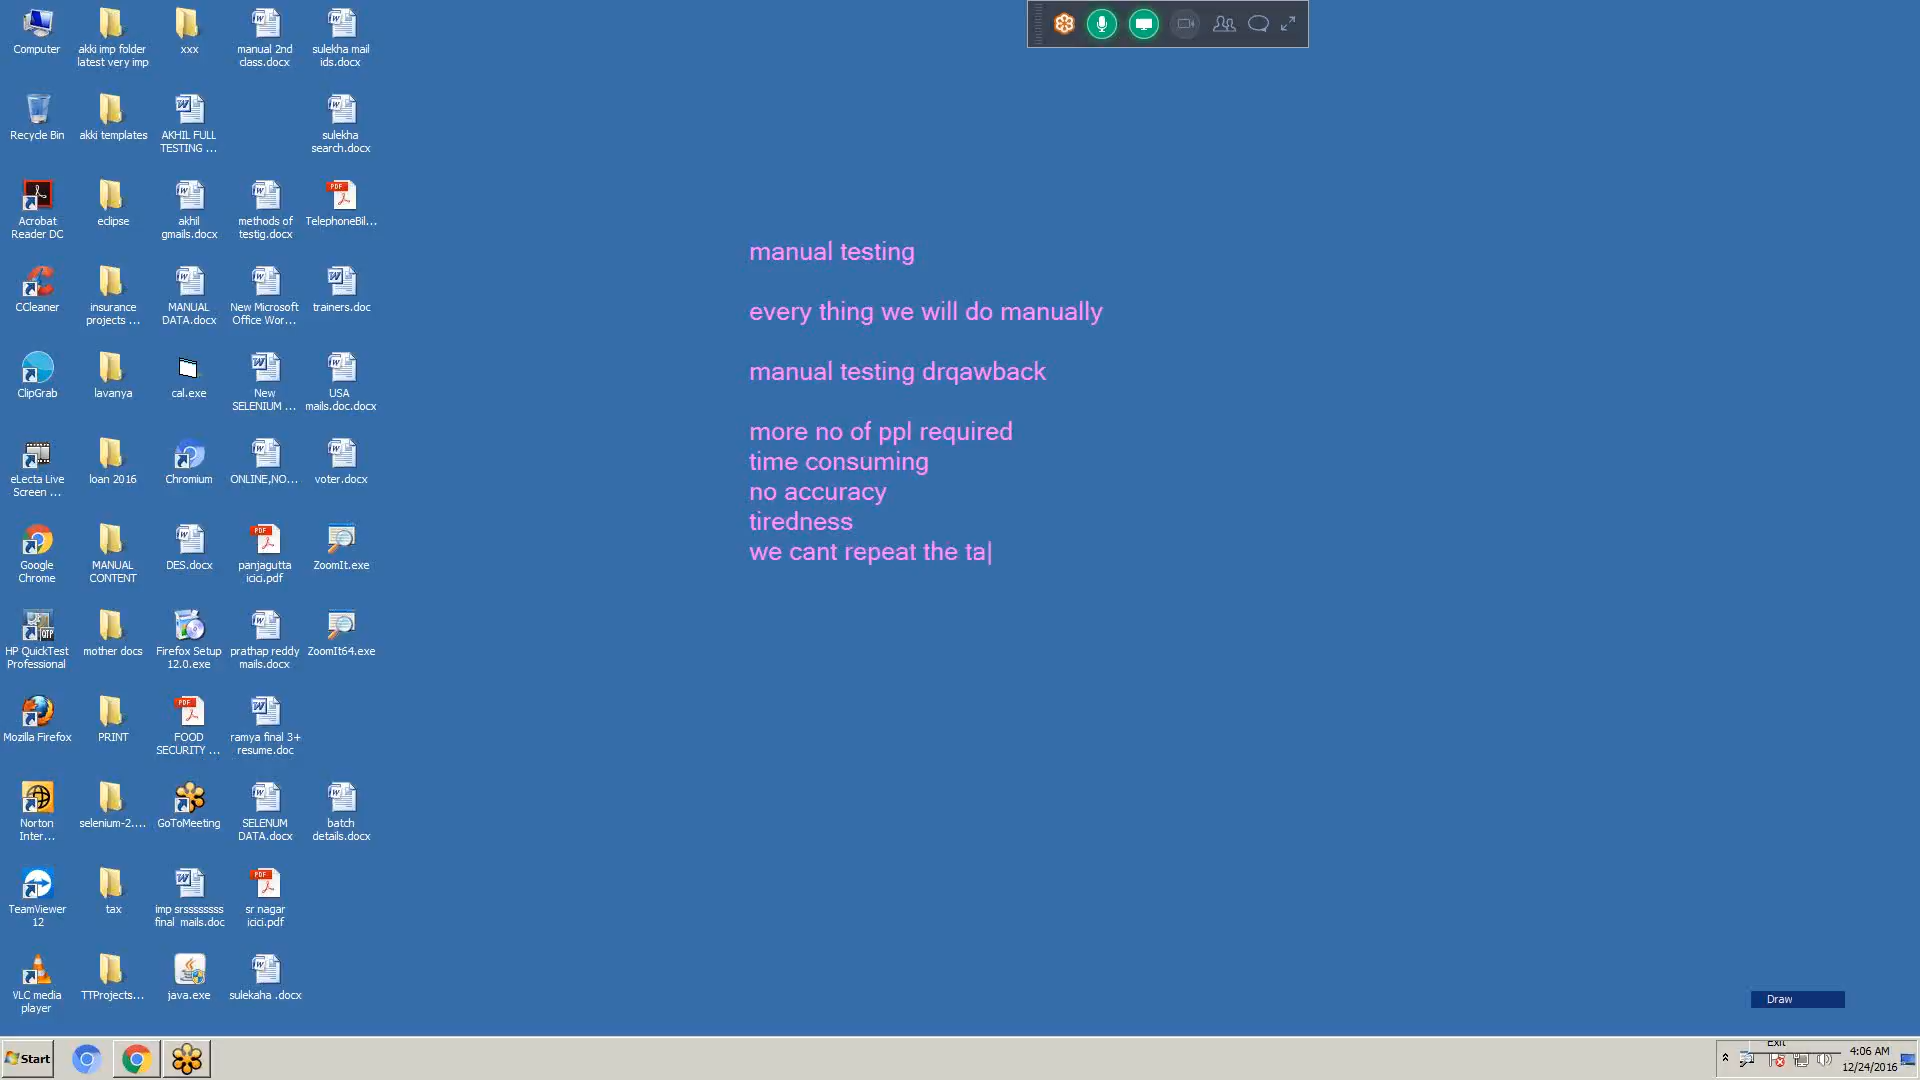 Computer
akki imp folder
latest very imp
xxx
manual 2nd
class.docx
sulekha mail
ids.docx
Recycle Bin
akki templates
AKHIL FULL
TESTING ...
sulekha
search.docx
Acrobat
Reader DC
eclipse
akhil
gmails.docx
methods of
testig.docx
TelephoneBil...
CCleaner
insurance
projects ...
MANUAL
DATA.docx
New Microsoft
Office Wor...
trainers.doc
ClipGrab
lavanya
cal.exe
New
SELENIUM ...
USA
mails.doc.docx
eLecta Live
Screen ...
loan 2016
Chromium
ONLINE,NO...
voter.docx
Google
Chrome
MANUAL
CONTENT
DES.docx
panjagutta
icici.pdf
ZoomIt.exe
HP QuickTest
Professional
mother docs
Firefox Setup
12.0.exe
prathap reddy
mails.docx
ZoomIt64.exe
Mozilla Firefox
PRINT
FOOD
SECURITY ...
ramya final 3+
resume.doc
Norton
Inter...
selenium-2....
GoToMeeting
SELENUM
DATA.docx
batch
details.docx
TeamViewer
12
tax
imp srssssssss
final mails.doc
sr nagar
icici.pdf
VLC media
player
TTProjects...
java.exe
sulekaha .docx
manual testing
every thing we will do manually
manual testing drqawback
more no of ppl required
time consuming
no accuracy
tiredness
we cant repeat the ta
Draw
Exit
Start
4:06 AM
12/24/2016